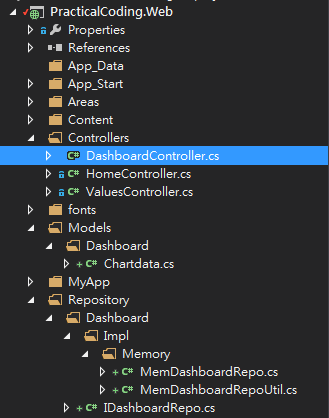 PracticalCoding.Web
Properties
References
App_Data
App_Start
Areas
Content
Controllers
C# DashboardController.cs
C# HomeController.cs
C# ValuesController.cs
fonts
Models
Dashboard
+ C# Chartdata.cs
MyApp
Repository
Dashboard
Impl
Memory
+ C# MemDashboardRepo.cs
+ C# MemDashboardRepoUtil.cs
+ C# IDashboardRepo.cs